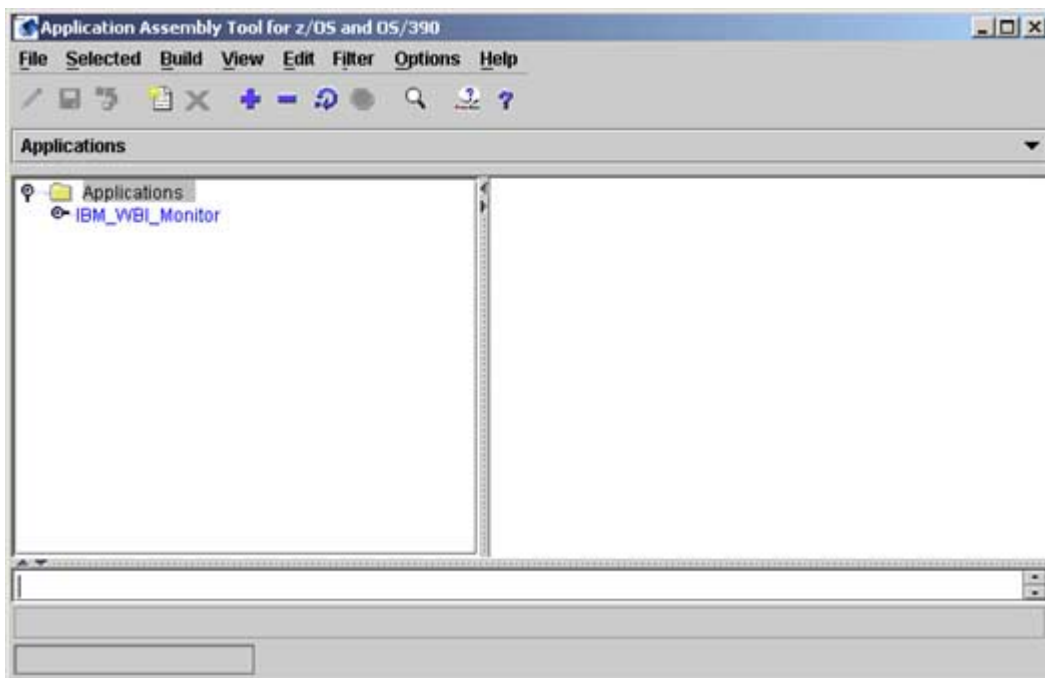 Application Assembly Tool for z/OS and OS/390
File Selected Build View Edit Filter Options Help
Applications
Applications
IBM_WBI_Monitor